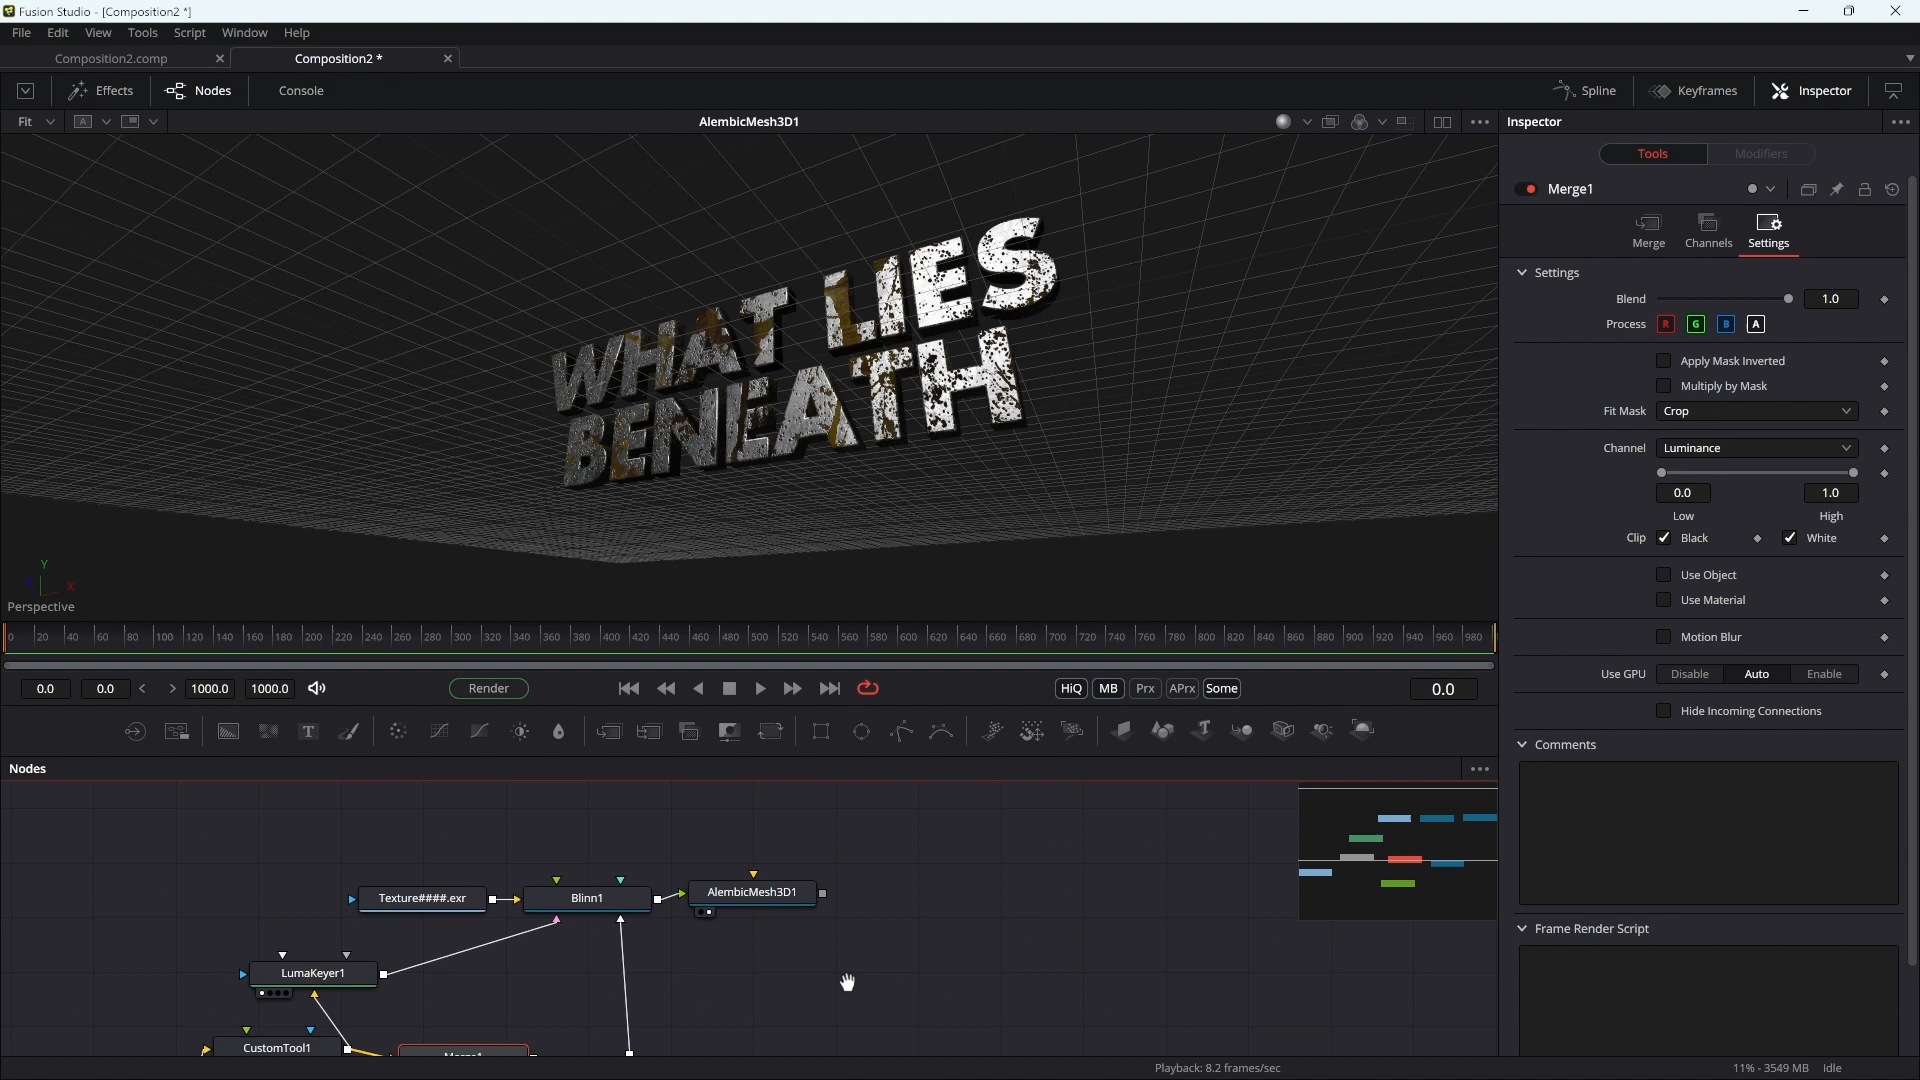 Fusion Studio - [Composition2 *]
File Edit View Tools Script Window Help
Composition2.comp Composition2 *
Effects Nodes Console Spline Keyframes Inspector
Fit A AlembicMesh3D1 Inspector
Tools Modifiers
Merge1
Merge Channels Settings
Settings
Blend 1.0
Process R G B A
Apply Mask Inverted
Multiply by Mask
Fit Mask Crop
Channel Luminance
0.0 1.0
Low High
Clip Black White
Use Object
Use Material
Motion Blur
Use GPU Disable Auto Enable
Hide Incoming Connections
Comments
Frame Render Script
WHAT LIES
BENEATH
Y
X
Perspective
0 20 40 60 80 100 120 140 160 180 200 220 240 260 280 300 320 340 360 380 400 420 440 460 480 500 520 540 560 580 600 620 640 660 680 700 720 740 760 780 800 820 840 860 880 900 920 940 960 980
0.0 0.0 < > 1000.0 1000.0 Render HiQ MB Prx APrx Some 0.0
T T
Nodes
Texture####.exr Blinn1 AlembicMesh3D1
LumaKeyer1
CustomTool1 Merge1
Playback: 8.2 frames/sec 11% - 3549 MB Idle